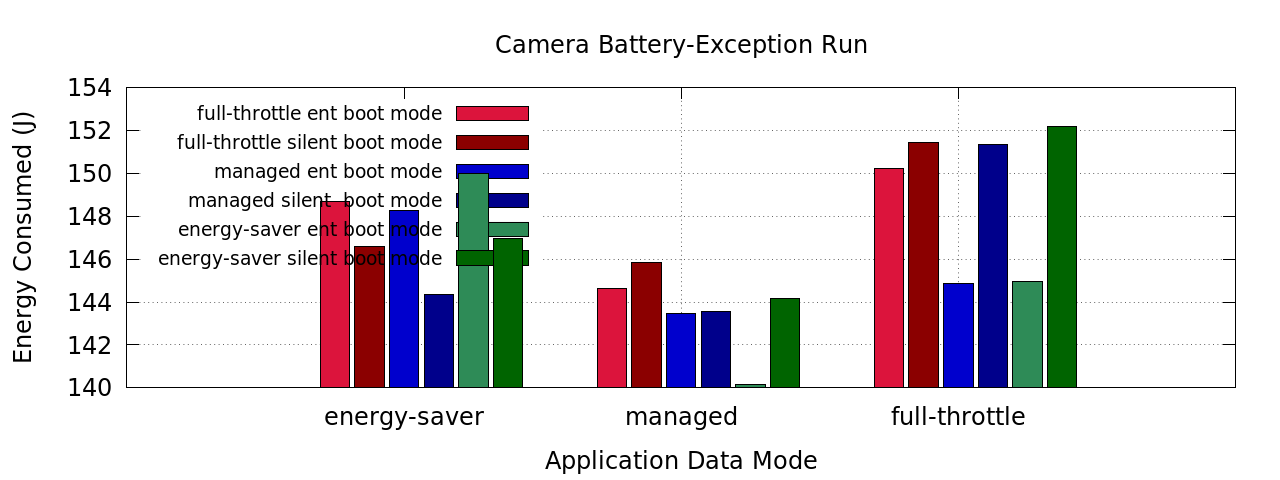 Camera Battery-Exception Run
Energy Consumed (J)
154
152
150
148
146
144
142
140
full-throttle ent boot mode
full-throttle silent boot mode
managed ent boot mode
managed silent  boot mode
energy-saver ent boot mode
energy-saver silent boot mode
energy-saver
managed
full-throttle
Application Data Mode